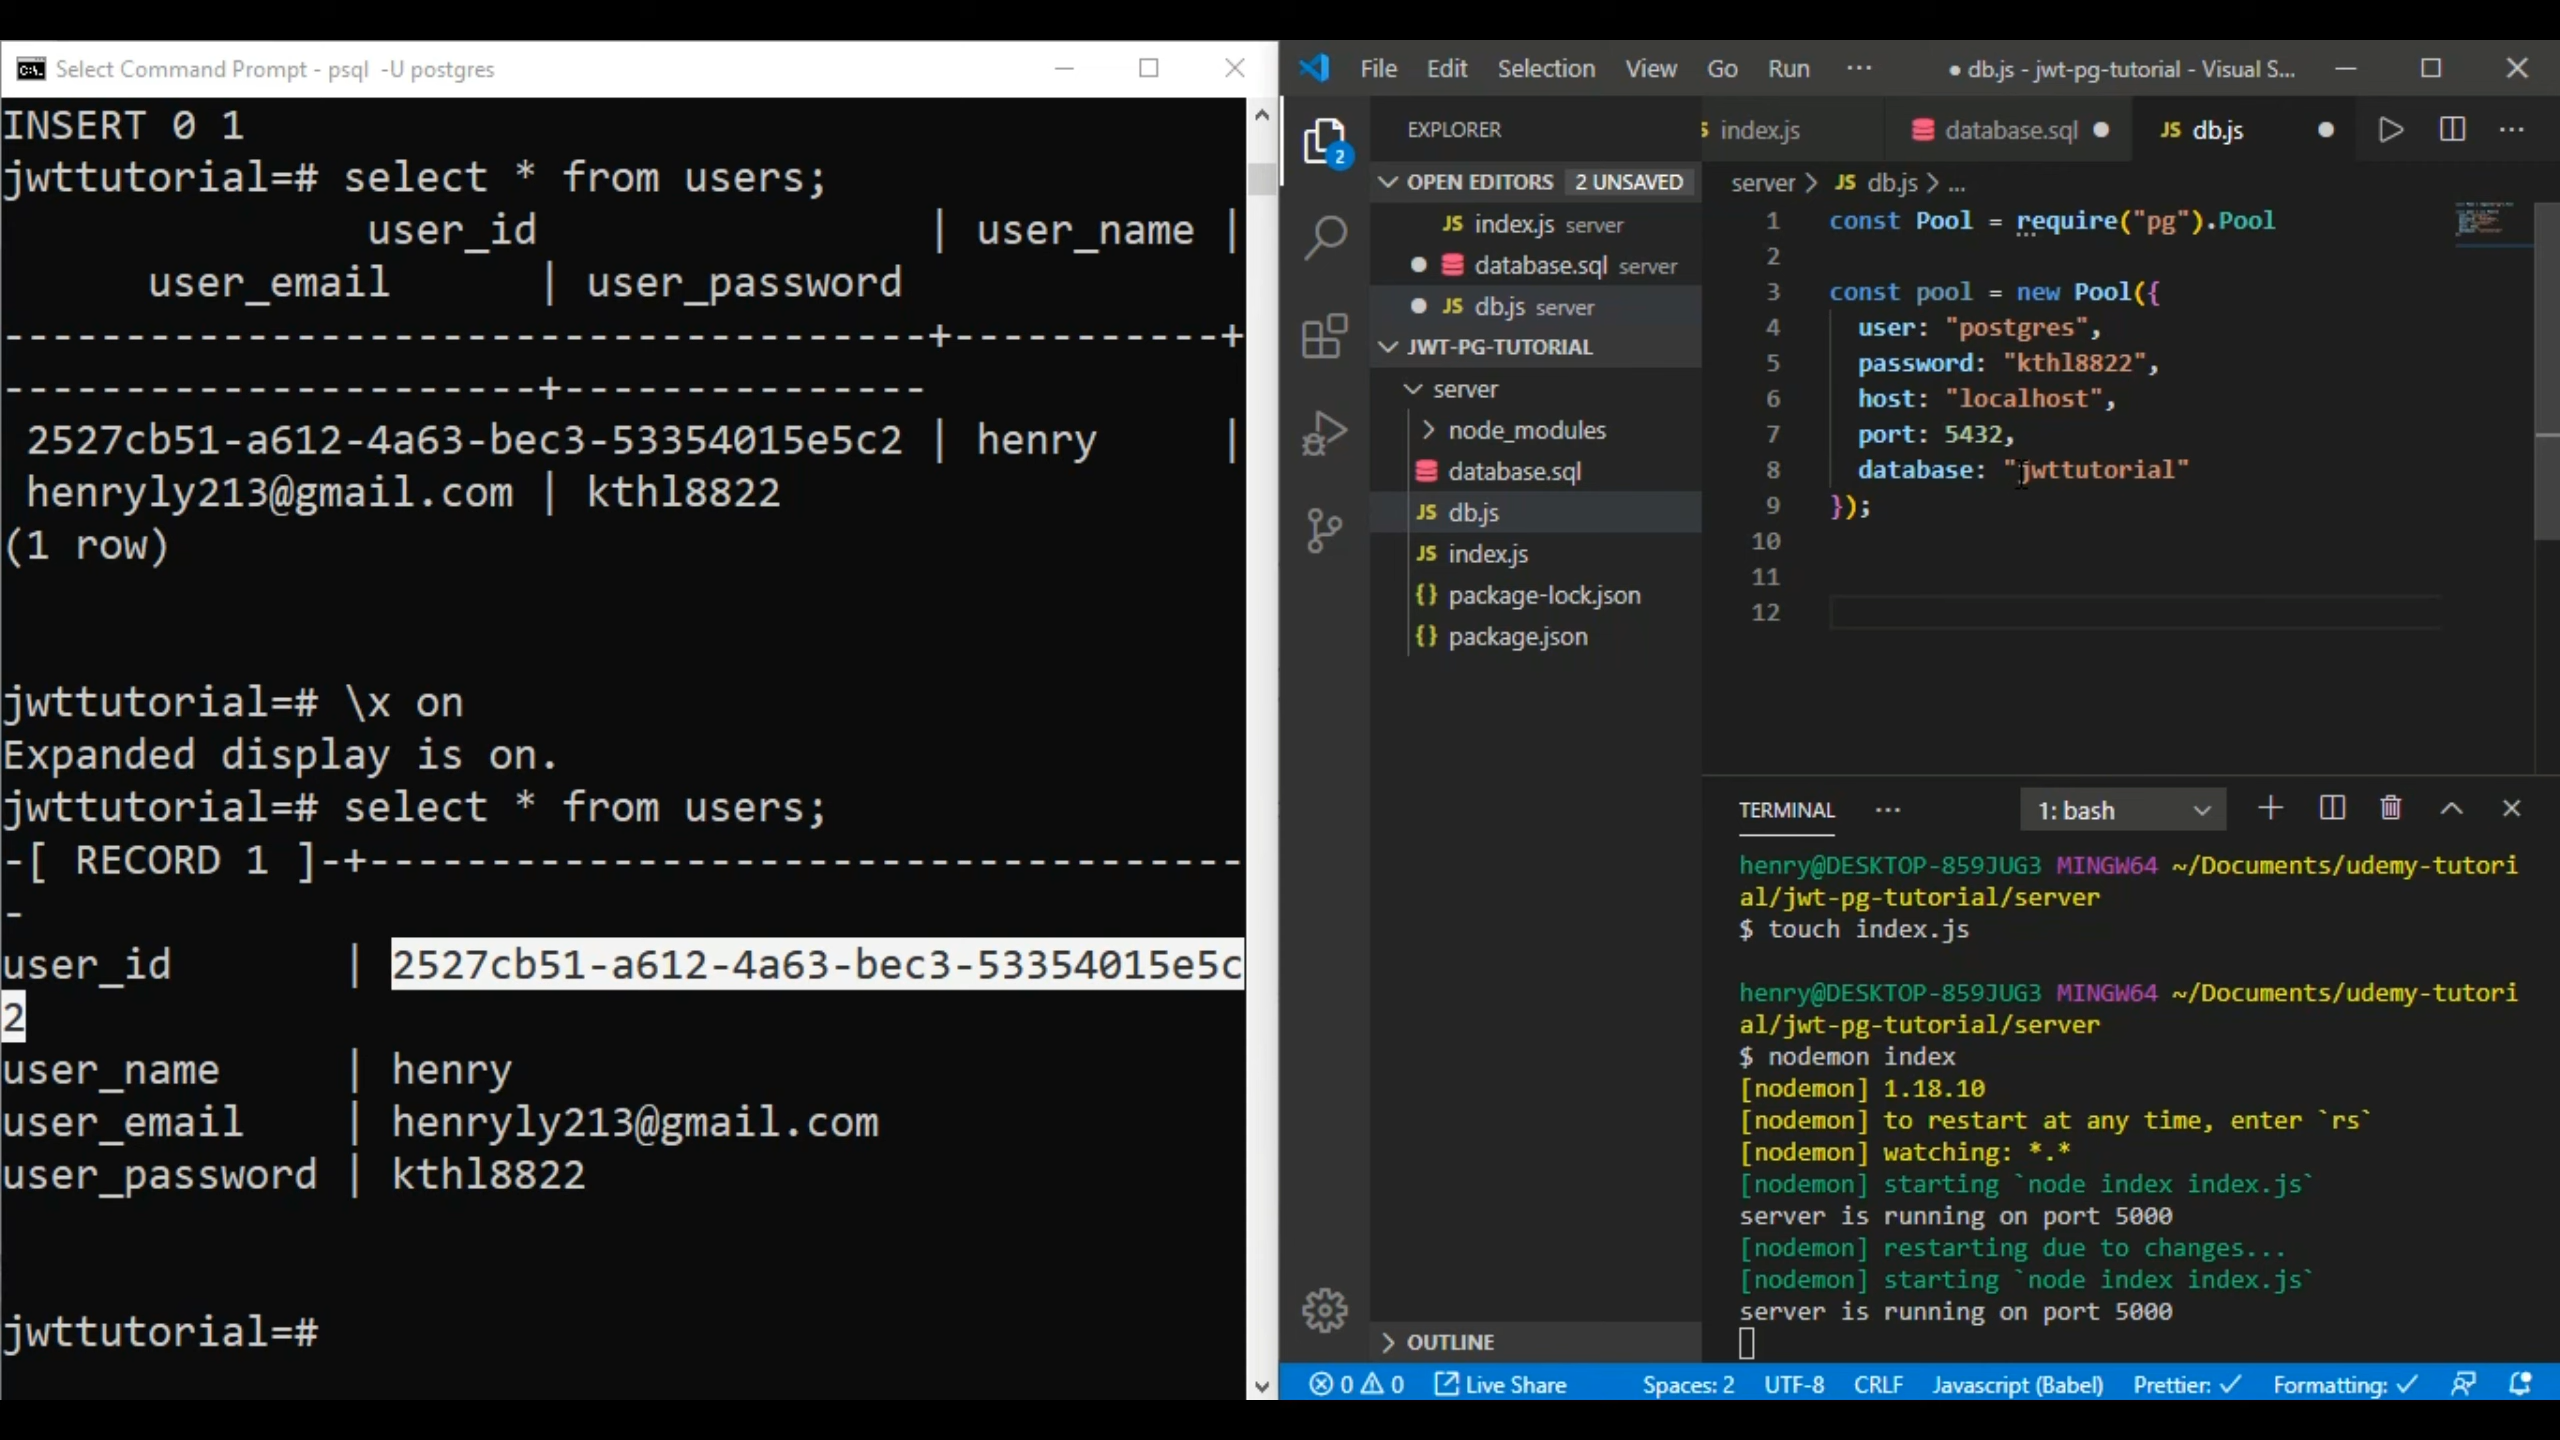 Select Command Prompt - psql  -U postgres
INSERT 0 1
jwttutorial=# select * from users;
user_id | user_name |
user_email | user_password
--------------------------------------+-----------+
----------------------+---------------
2527cb51-a612-4a63-bec3-53354015e5c2 | henry |
henryly213@gmail.com | kthl8822
(1 row)
jwttutorial=# \x on
Expanded display is on.
jwttutorial=# select * from users;
-[ RECORD 1 ]-+------------------------------------
-
user_id | 2527cb51-a612-4a63-bec3-53354015e5c
2
user_name | henry
user_email | henryly213@gmail.com
user_password | kthl8822
jwttutorial=#
File Edit Selection View Go Run ··· ● db.js - jwt-pg-tutorial - Visual S...
2
EXPLORER
OPEN EDITORS 2 UNSAVED
JS index.js server
database.sql server
JS db.js server
JWT-PG-TUTORIAL
server
node_modules
database.sql
JS db.js
JS index.js
{} package-lock.json
{} package.json
OUTLINE
index.js database.sql JS db.js
server > JS db.js > ...
1 const Pool = require("pg").Pool
2
3 const pool = new Pool({
4 user: "postgres",
5 password: "kthl8822",
6 host: "localhost",
7 port: 5432,
8 database: "jwttutorial"
9 });
10
11
12
TERMINAL ··· 1: bash
henry@DESKTOP-859JUG3 MINGW64 ~/Documents/udemy-tutori
al/jwt-pg-tutorial/server
$ touch index.js
henry@DESKTOP-859JUG3 MINGW64 ~/Documents/udemy-tutori
al/jwt-pg-tutorial/server
$ nodemon index
[nodemon] 1.18.10
[nodemon] to restart at any time, enter `rs`
[nodemon] watching: *.*
[nodemon] starting `node index index.js`
server is running on port 5000
[nodemon] restarting due to changes...
[nodemon] starting `node index index.js`
server is running on port 5000
0 0 Live Share Spaces: 2 UTF-8 CRLF Javascript (Babel) Prettier: ✓ Formatting: ✓